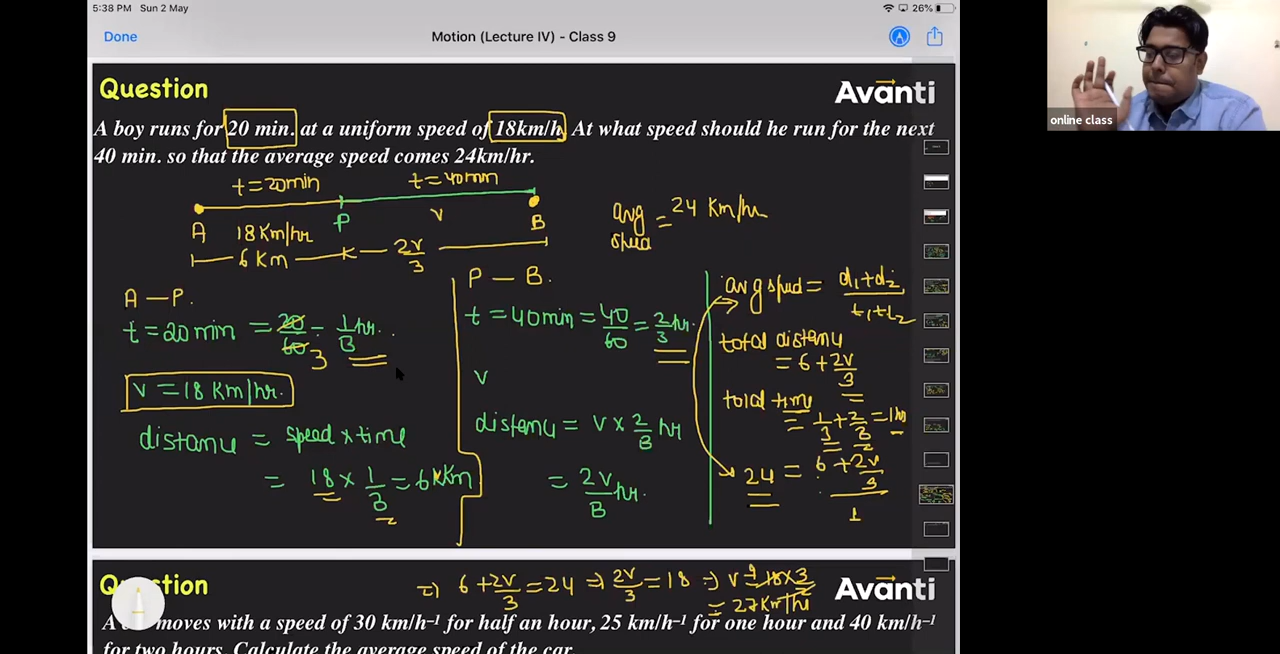 5:38 PM Sun 2 May
26%
Done
Motion (Lecture IV) - Class 9
Question
Avanti
A boy runs for 20 min. at a uniform speed of 18km/h. At what speed should he run for the next
40 min. so that the average speed comes 24km/hr.
t=20min
t=40min
A
P
B
18 Km/hr
v
6 Km
2v/3
avg speed = 24 Km/hr
A — P.
t = 20min = 20/60 = 1/3 hr.
3
v = 18 Km/hr.
distance = speed × time
= 18 × 1/3 = 6 Km
P — B.
t = 40min = 40/60 = 2/3 hr.
v
distance = v × 2/3 hr
= 2v/3 hr.
avg speed = d1+d2/t1+t2
total distance
= 6 + 2v/3
total time
= 1/3 + 2/3 = 1hr
24 = 6 + 2v/3
1
online class
Question
⇒ 6 + 2v/3 = 24 ⇒ 2v/3 = 18 ⇒ v = 18×3/2
9
= 27 Km/hr
Avanti
A moves with a speed of 30 km/h⁻¹ for half an hour, 25 km/h⁻¹ for one hour and 40 km/h⁻¹
for two hours. Calculate the average speed of the car.